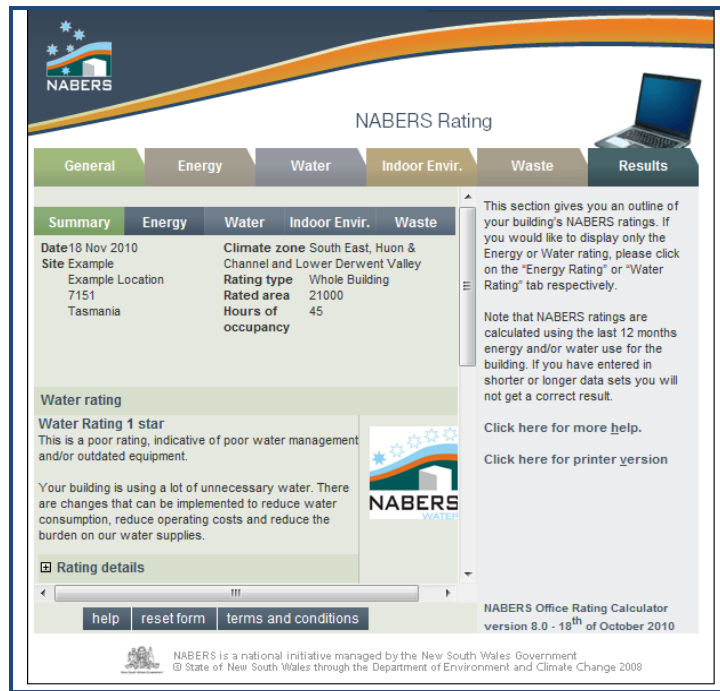 NABERS
NABERS Rating
General Energy Water Indoor Envir. Waste Results
Summary Energy Water Indoor Envir. Waste
Date 18 Nov 2010
Site Example
Example Location
7151
Tasmania
Climate zone South East, Huon &
Channel and Lower Derwent Valley
Rating type Whole Building
Rated area 21000
Hours of 45
occupancy
Water rating
Water Rating 1 star
This is a poor rating, indicative of poor water management
and/or outdated equipment.
Your building is using a lot of unnecessary water. There
are changes that can be implemented to reduce water
consumption, reduce operating costs and reduce the
burden on our water supplies.
NABERS
WATER
Rating details
This section gives you an outline of
your building's NABERS ratings. If
you would like to display only the
Energy or Water rating, please click
on the "Energy Rating" or "Water
Rating" tab respectively.
Note that NABERS ratings are
calculated using the last 12 months
energy and/or water use for the
building. If you have entered in
shorter or longer data sets you will
not get a correct result.
Click here for more help.
Click here for printer version
help reset form terms and conditions
NABERS Office Rating Calculator
version 8.0 - 18th of October 2010
NABERS is a national initiative managed by the New South Wales Government
© State of New South Wales through the Department of Environment and Climate Change 2008